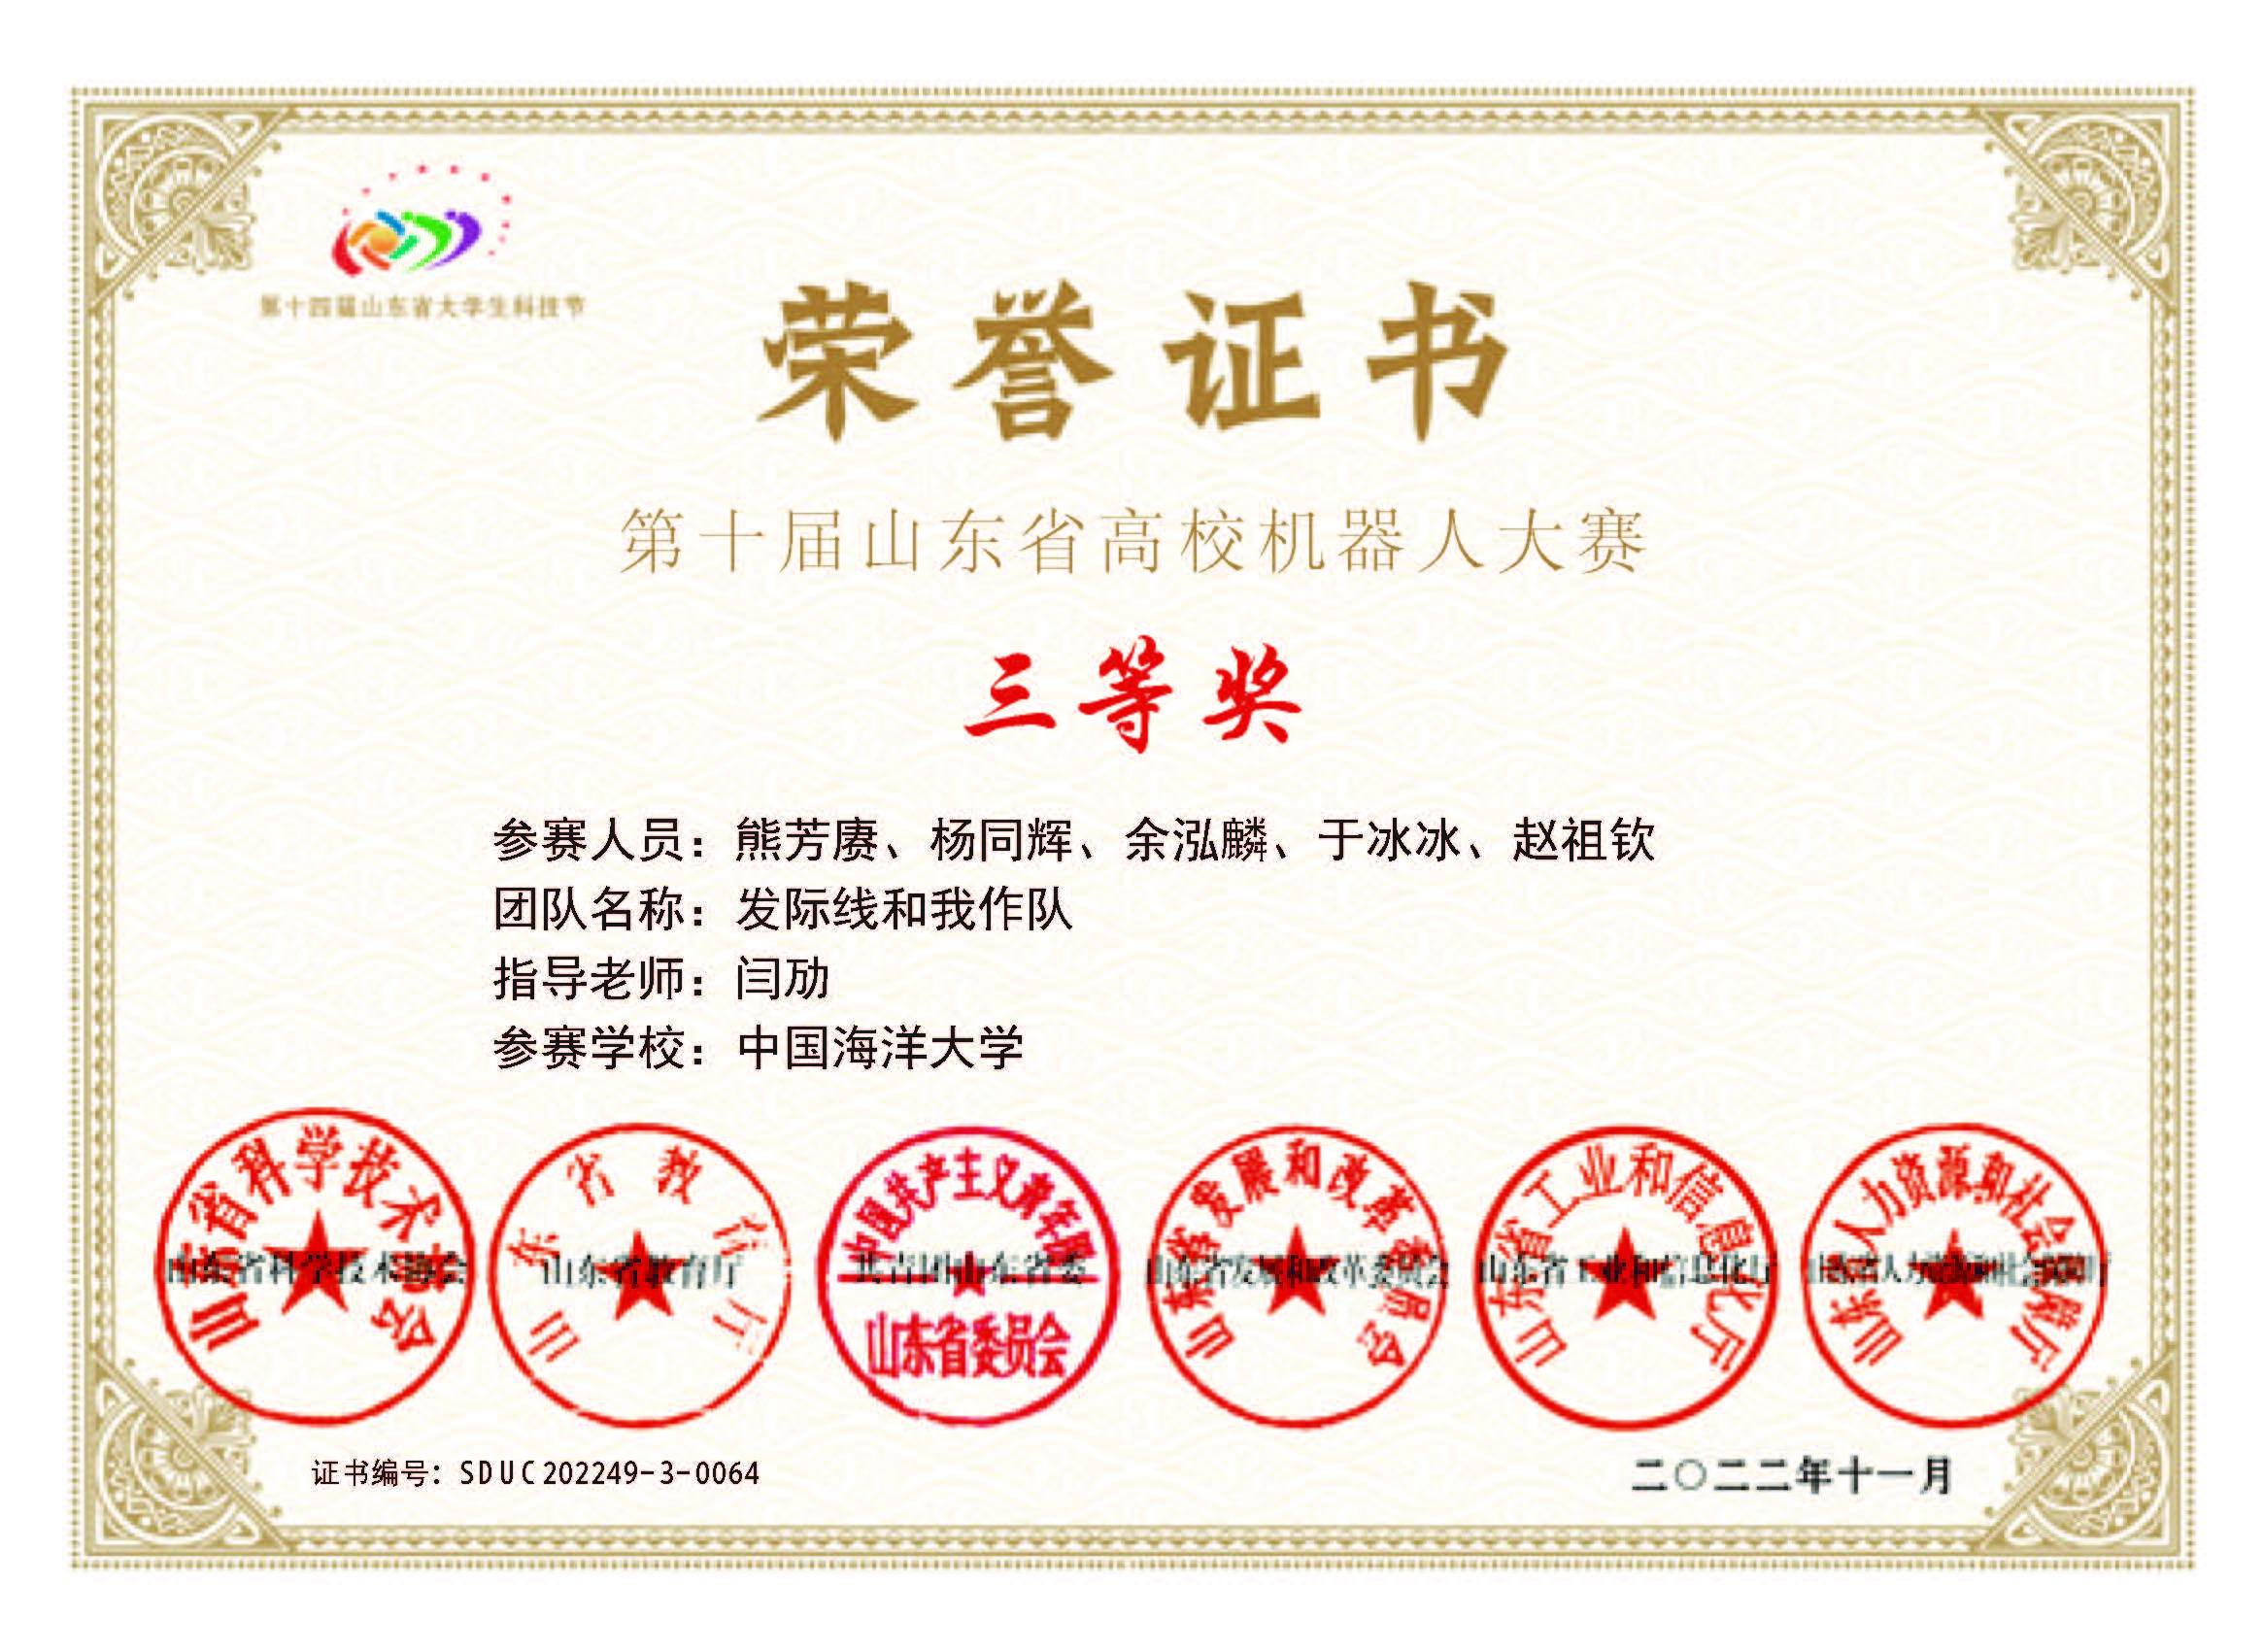 第十四届山东省大学生科技节
荣誉证书
第十届山东省高校机器人大赛
三等奖
参赛人员：熊芳赓、杨同辉、余泓麟、于冰冰、赵祖钦
团队名称：发际线和我作队
指导老师：闫劢
参赛学校：中国海洋大学
山东省科学技术协会
山东省科学技术协会
山东省教育厅
山东省教育厅
中国共产主义青年团
共青团山东省委
山东省委员会
山东省发展和改革委员会
山东省发展和改革委员会
山东省工业和信息化厅
山东省工业和信息化厅
山东省人力资源和社会保障厅
山东省人力资源和社会保障厅
证书编号：SDUC202249-3-0064
二〇二二年十一月